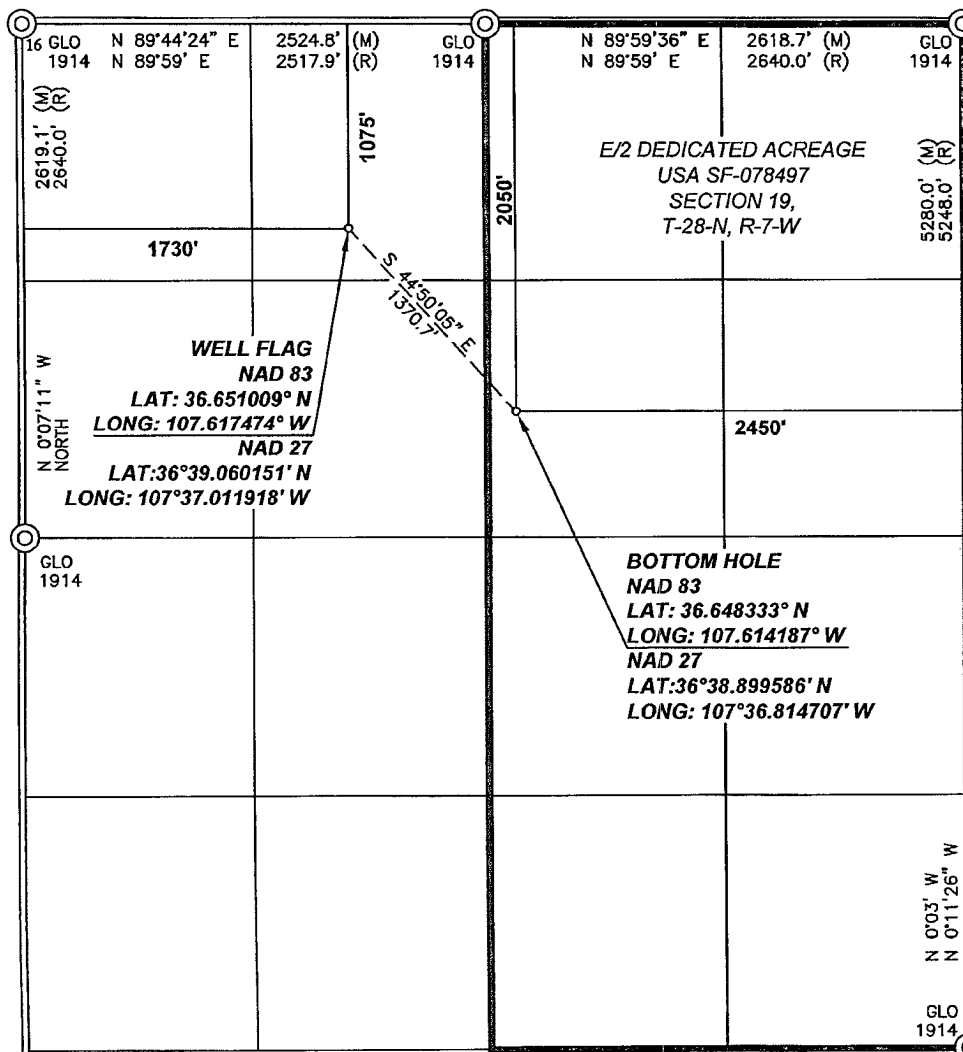 16 GLO
1914
N 89°44'24" E 2524.8' (M)
N 89°59' E 2517.9' (R)
GLO
1914
N 89°59'36" E 2618.7' (M)
N 89°59' E 2640.0' (R)
GLO
1914
2619.1' (M)
2640.0' (R)
1075'
2050'
E/2 DEDICATED ACREAGE
USA SF-078497
SECTION 19,
T-28-N, R-7-W
5280.0' (M)
5248.0' (R)
1730'
S 44°50'05" E
1370.7'
WELL FLAG
NAD 83
LAT: 36.651009° N
LONG: 107.617474° W
NAD 27
LAT:36°39.060151' N
LONG: 107°37.011918' W
N 0°07'11" W
NORTH
2450'
GLO
1914
BOTTOM HOLE
NAD 83
LAT: 36.648333° N
LONG: 107.614187° W
NAD 27
LAT:36°38.899586' N
LONG: 107°36.814707' W
N 0°03' W
N 0°11'26" W
GLO
1914